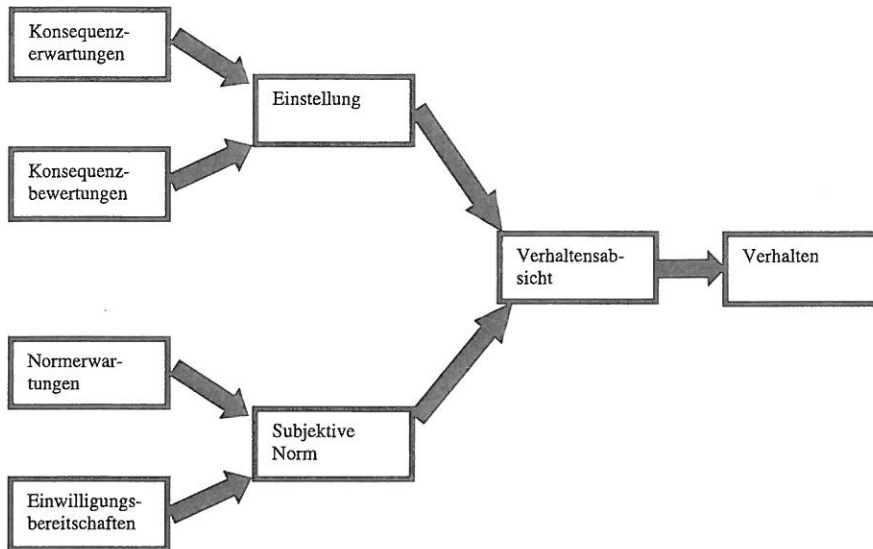 Konsequenz-
erwartungen
Einstellung
Konsequenz-
bewertungen
Verhaltensab-
sicht
Verhalten
Normerwar-
tungen
Subjektive
Norm
Einwilligungs-
bereitschaften